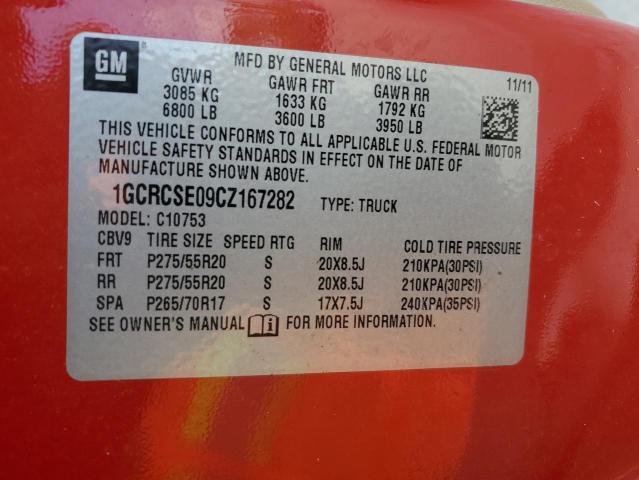 GM
MFD BY GENERAL MOTORS LLC
GVWR GAWR FRT GAWR RR 11/11
3085 KG 1633 KG 1792 KG
6800 LB 3600 LB 3950 LB
THIS VEHICLE CONFORMS TO ALL APPLICABLE U.S. FEDERAL MOTOR
VEHICLE SAFETY STANDARDS IN EFFECT ON THE DATE OF
MANUFACTURE SHOWN ABOVE.
1GCRCSE09CZ167282 TYPE: TRUCK
MODEL: C10753
CBV9 TIRE SIZE SPEED RTG RIM COLD TIRE PRESSURE
FRT P275/55R20 S 20X8.5J 210KPA(30PSI)
RR P275/55R20 S 20X8.5J 210KPA(30PSI)
SPA P265/70R17 S 17X7.5J 240KPA(35PSI)
SEE OWNER'S MANUAL FOR MORE INFORMATION.